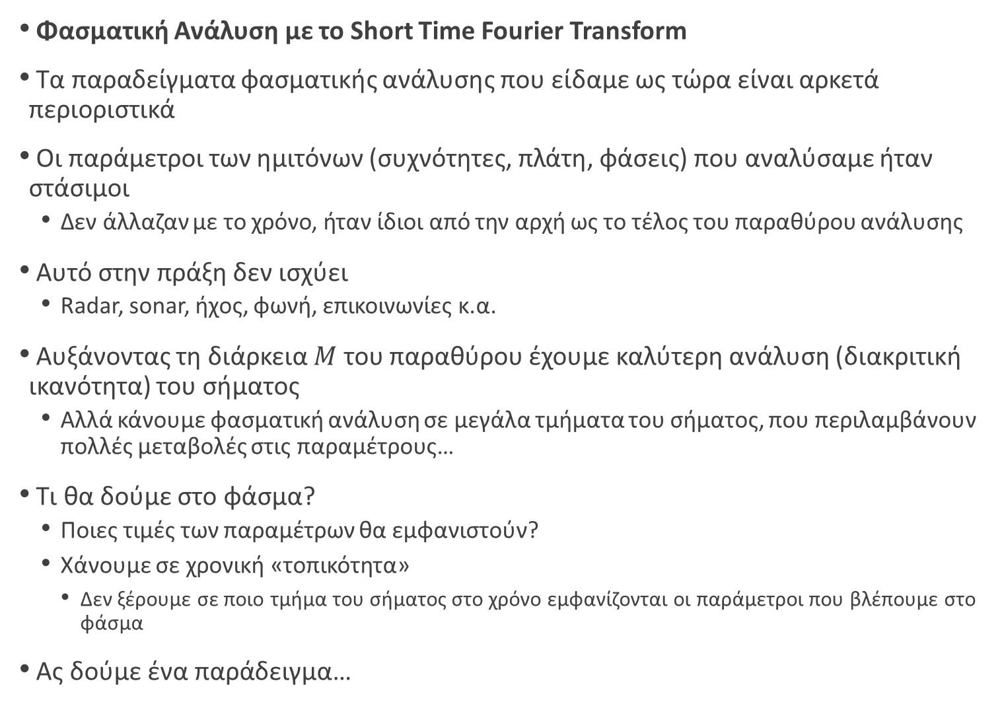 • Φασματική Ανάλυση με το Short Time Fourier Transform
• Τα παραδείγματα φασματικής ανάλυσης που είδαμε ως τώρα είναι αρκετά
περιοριστικά
• Οι παράμετροι των ημιτόνων (συχνότητες, πλάτη, φάσεις) που αναλύσαμε ήταν
στάσιμοι
• Δεν άλλαζαν με το χρόνο, ήταν ίδιοι από την αρχή ως το τέλος του παραθύρου ανάλυσης
• Αυτό στην πράξη δεν ισχύει
• Radar, sonar, ήχος, φωνή, επικοινωνίες κ.α.
• Αυξάνοντας τη διάρκεια 𝑀 του παραθύρου έχουμε καλύτερη ανάλυση (διακριτική
ικανότητα) του σήματος
• Αλλά κάνουμε φασματική ανάλυση σε μεγάλα τμήματα του σήματος, που περιλαμβάνουν
πολλές μεταβολές στις παραμέτρους…
• Τι θα δούμε στο φάσμα?
• Ποιες τιμές των παραμέτρων θα εμφανιστούν?
• Χάνουμε σε χρονική «τοπικότητα»
• Δεν ξέρουμε σε ποιο τμήμα του σήματος στο χρόνο εμφανίζονται οι παράμετροι που βλέπουμε στο
φάσμα
• Ας δούμε ένα παράδειγμα…